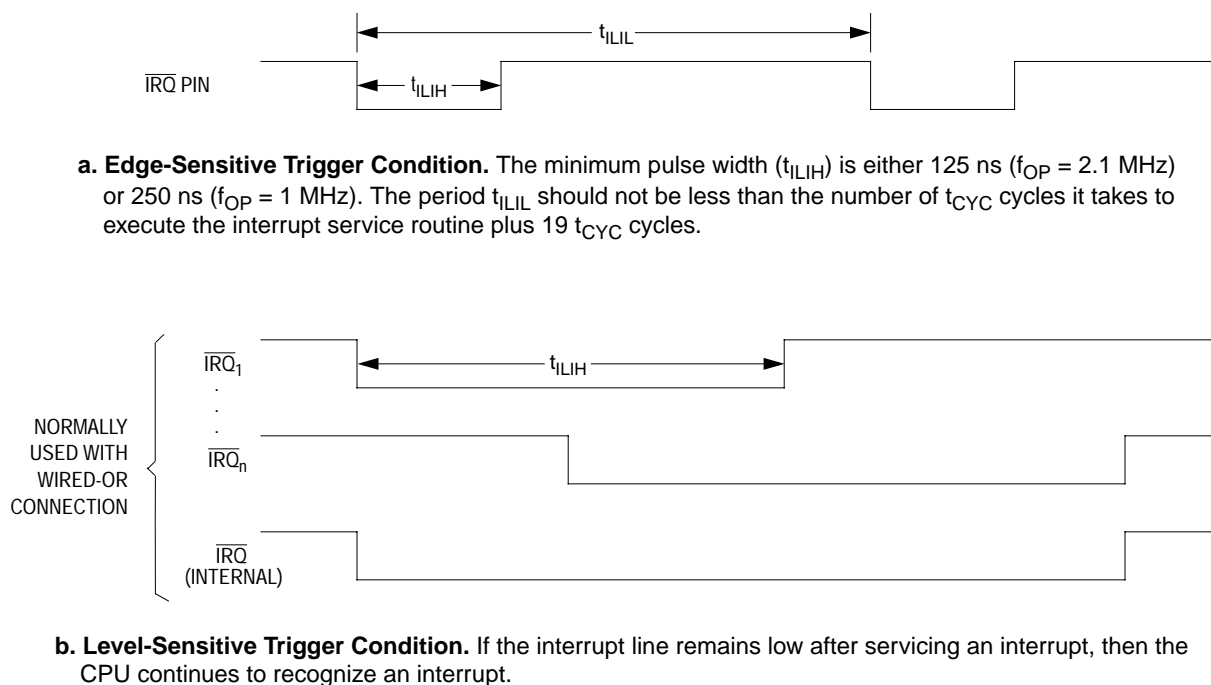 t_ILIL
I̅R̅Q̅ PIN
t_ILIH
a. Edge-Sensitive Trigger Condition. The minimum pulse width (t_ILIH) is either 125 ns (f_OP = 2.1 MHz)
or 250 ns (f_OP = 1 MHz). The period t_ILIL should not be less than the number of t_CYC cycles it takes to
execute the interrupt service routine plus 19 t_CYC cycles.
I̅R̅Q̅_1
t_ILIH
.
.
.
NORMALLY
USED WITH
WIRED-OR
CONNECTION
I̅R̅Q̅_n
I̅R̅Q̅
(INTERNAL)
b. Level-Sensitive Trigger Condition. If the interrupt line remains low after servicing an interrupt, then the
CPU continues to recognize an interrupt.